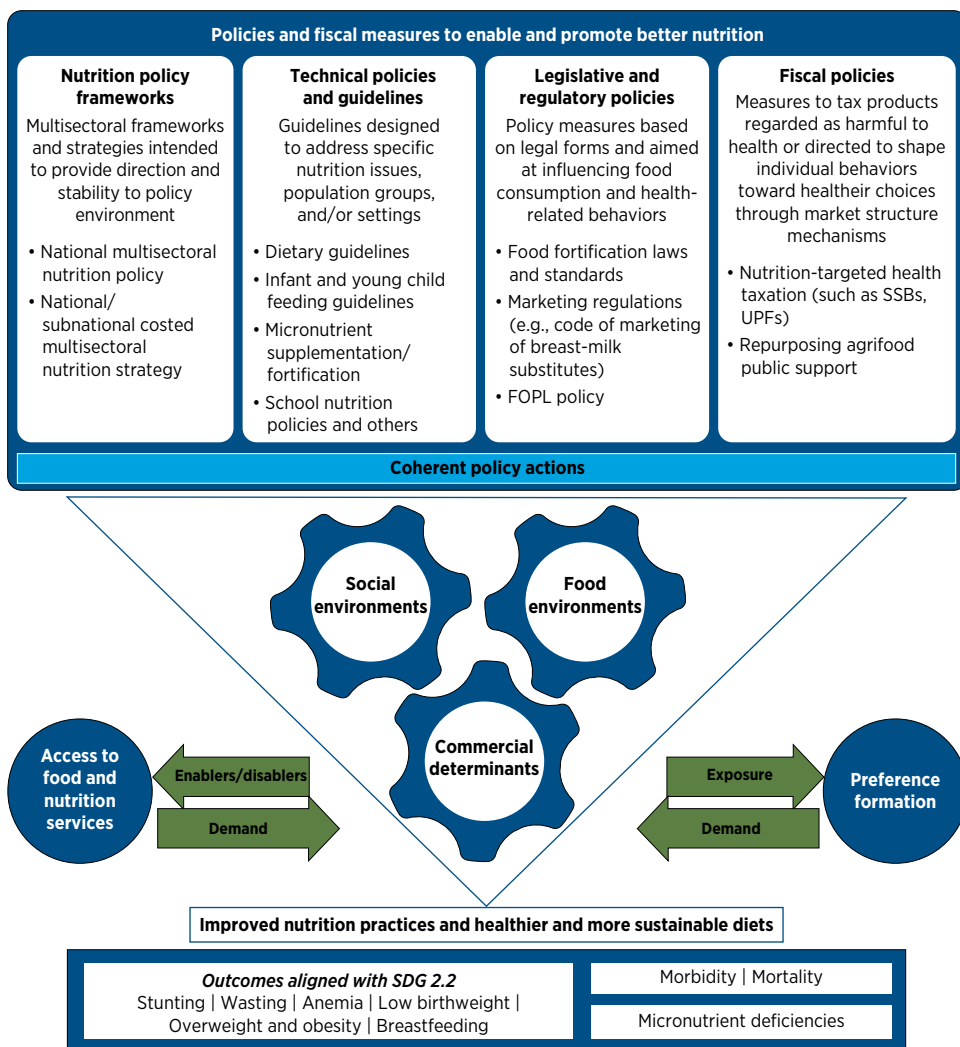 Policies and fiscal measures to enable and promote better nutrition
Nutrition policy
frameworks
Multisectoral frameworks
and strategies intended
to provide direction and
stability to policy
environment
• National multisectoral
nutrition policy
• National/
subnational costed
multisectoral
nutrition strategy
Technical policies
and guidelines
Guidelines designed
to address specific
nutrition issues,
population groups,
and/or settings
• Dietary guidelines
• Infant and young child
feeding guidelines
• Micronutrient
supplementation/
fortification
• School nutrition
policies and others
Legislative and
regulatory policies
Policy measures based
on legal forms and aimed
at influencing food
consumption and health-
related behaviors
• Food fortification laws
and standards
• Marketing regulations
(e.g., code of marketing
of breast-milk
substitutes)
• FOPL policy
Fiscal policies
Measures to tax products
regarded as harmful to
health or directed to shape
individual behaviors
toward healtheir choices
through market structure
mechanisms
• Nutrition-targeted health
taxation (such as SSBs,
UPFs)
• Repurposing agrifood
public support
Coherent policy actions
Social
environments
Food
environments
Commercial
determinants
Access to
food and
nutrition
services
Enablers/disablers
Demand
Exposure
Demand
Preference
formation
Improved nutrition practices and healthier and more sustainable diets
Outcomes aligned with SDG 2.2
Stunting | Wasting | Anemia | Low birthweight |
Overweight and obesity | Breastfeeding
Morbidity | Mortality
Micronutrient deficiencies